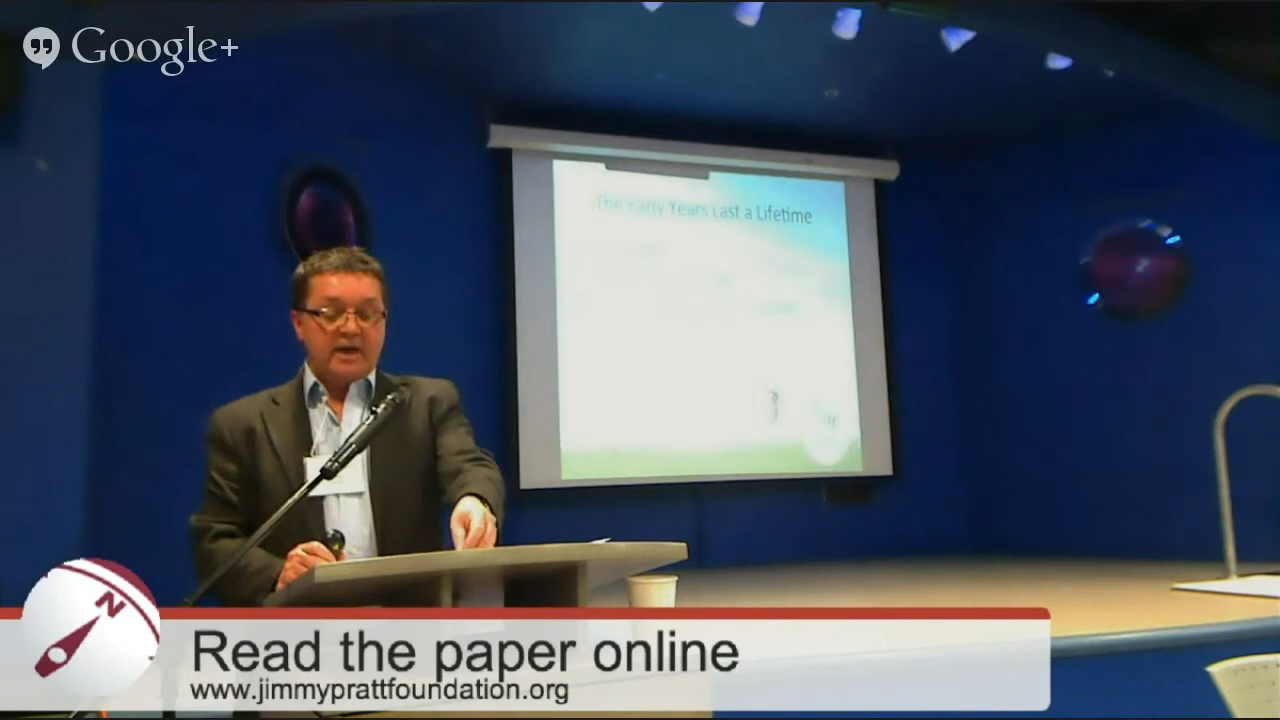 Google+
The Early Years Last a Lifetime
N
Read the paper online
www.jimmyprattfoundation.org